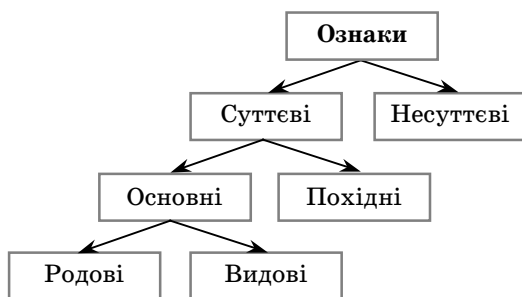 Ознаки
Суттєві
Несуттєві
Основні
Похідні
Родові
Видові